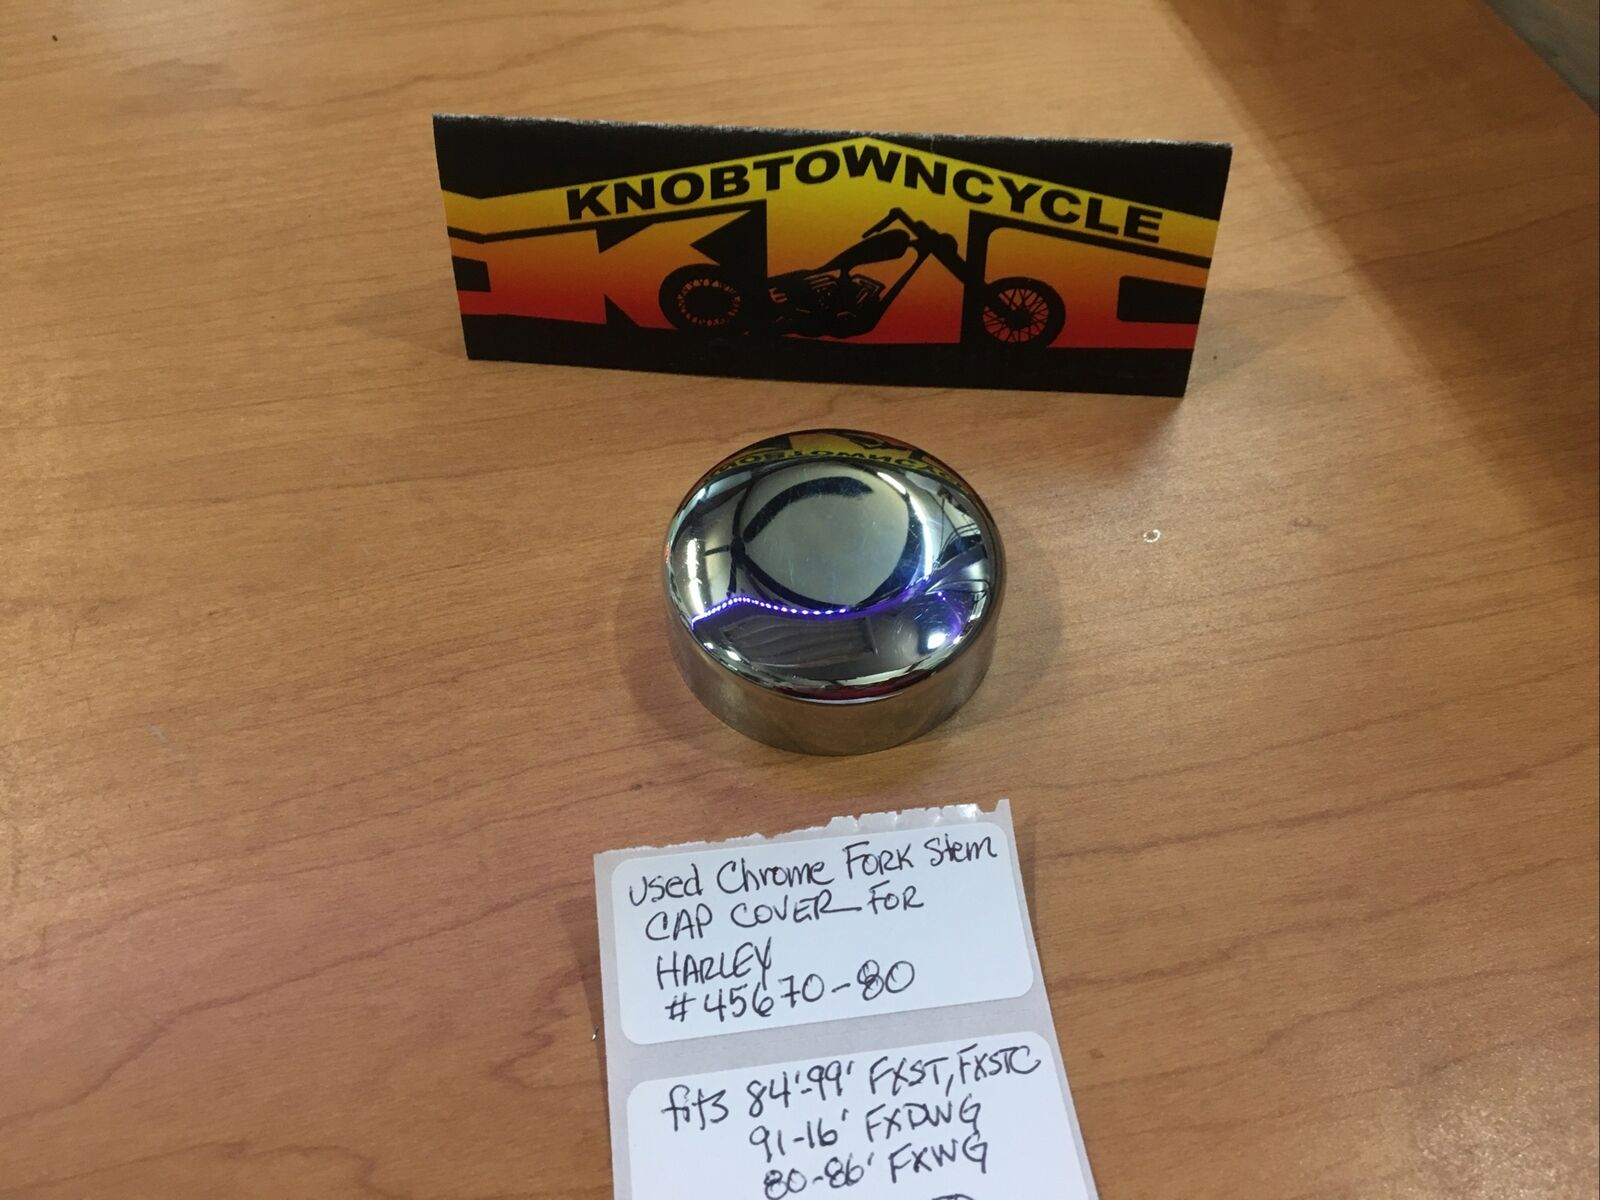 KNOBTOWNCYCLE
KTC
used Chrome Fork Stem
CAP COVER FOR
HARLEY
#45670-80
fits 84'-99' FXST, FXSTC
91-16' FXDWG
80-86' FXWG